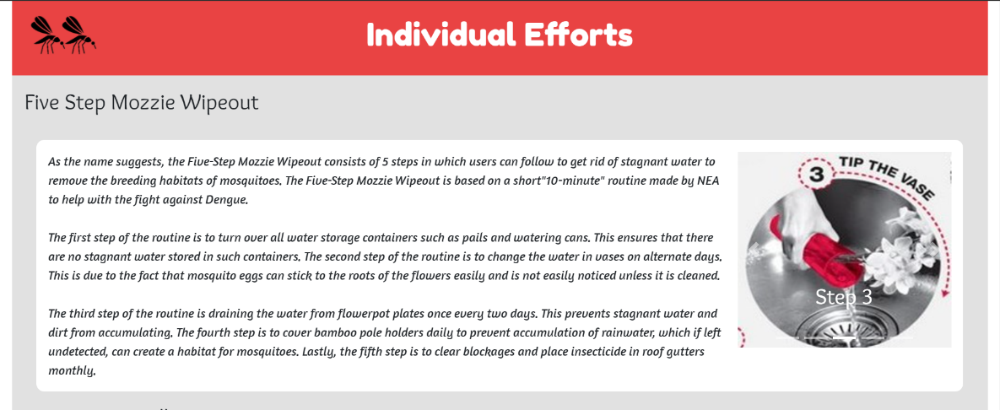 Individual Efforts
Five Step Mozzie Wipeout
As the name suggests, the Five-Step Mozzie Wipeout consists of 5 steps in which users can follow to get rid of stagnant water to
remove the breeding habitats of mosquitoes. The Five-Step Mozzie Wipeout is based on a short"10-minute" routine made by NEA
to help with the fight against Dengue.
The first step of the routine is to turn over all water storage containers such as pails and watering cans. This ensures that there
are no stagnant water stored in such containers. The second step of the routine is to change the water in vases on alternate days.
This is due to the fact that mosquito eggs can stick to the roots of the flowers easily and is not easily noticed unless it is cleaned.
The third step of the routine is draining the water from flowerpot plates once every two days. This prevents stagnant water and
dirt from accumulating. The fourth step is to cover bamboo pole holders daily to prevent accumulation of rainwater, which if left
undetected, can create a habitat for mosquitoes. Lastly, the fifth step is to clear blockages and place insecticide in roof gutters
monthly.
3 TIP THE VASE
Step 3